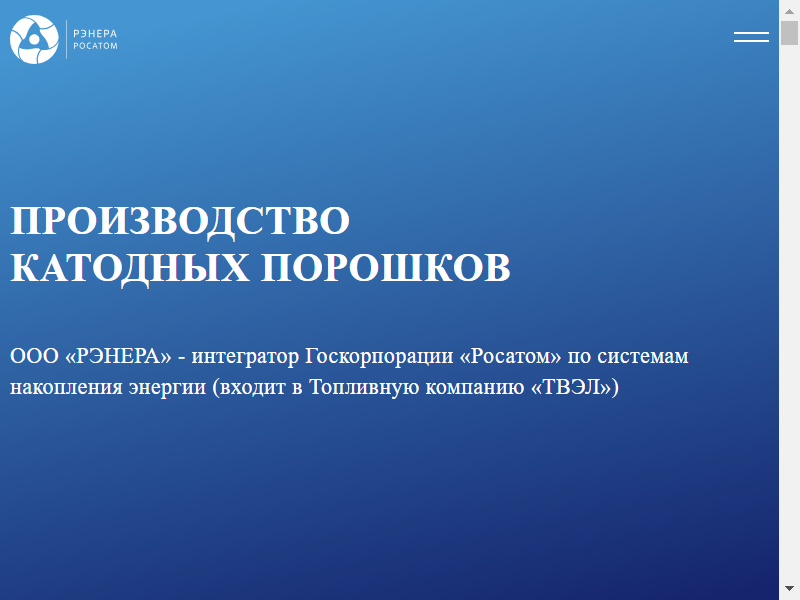 РЭНЕРА
РОСАТОМ
ПРОИЗВОДСТВО
КАТОДНЫХ ПОРОШКОВ
ООО «РЭНЕРА» - интегратор Госкорпорации «Росатом» по системам
накопления энергии (входит в Топливную компанию «ТВЭЛ»)